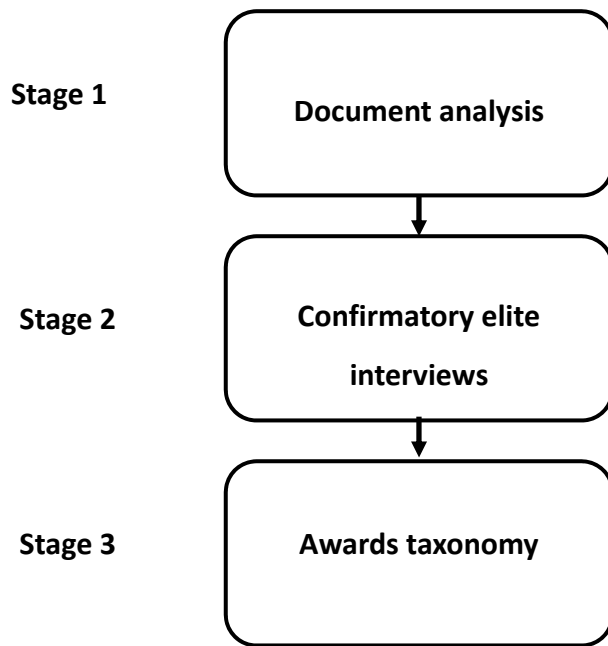 Stage 1
Document analysis
Stage 2
Confirmatory elite
interviews
Stage 3
Awards taxonomy